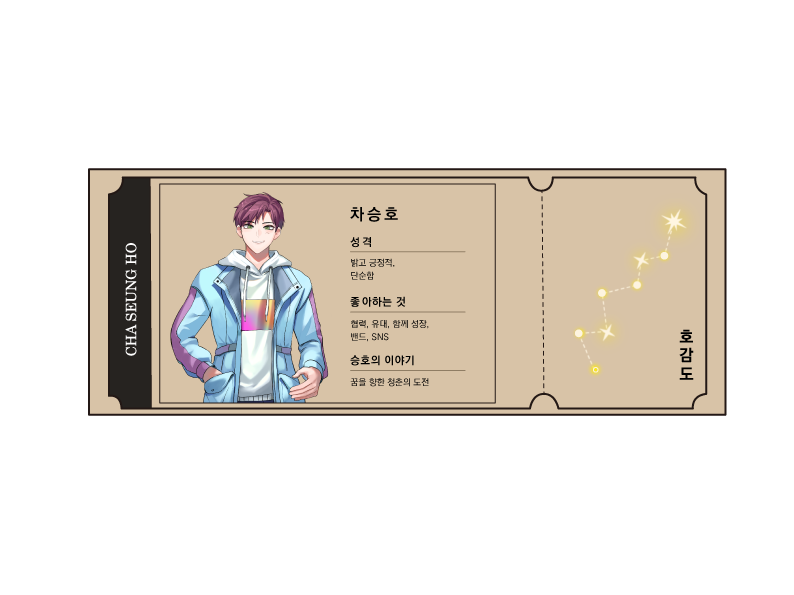 CHA SEUNG HO
차승호
성격
밝고 긍정적,
단순함
좋아하는 것
협력, 유대, 함께 성장,
밴드, SNS
승호의 이야기
꿈을 향한 청춘의 도전
호감도